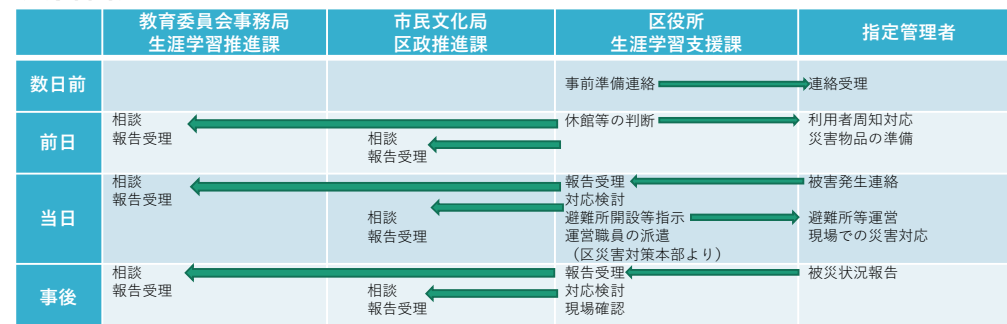 教育委員会事務局
生涯学習推進課
市民文化局
区政推進課
区役所
生涯学習支援課
指定管理者
数日前
事前準備連絡
連絡受理
前日
相談
報告受理
相談
報告受理
休館等の判断
利用者周知対応
災害物品の準備
当日
相談
報告受理
相談
報告受理
報告受理
対応検討
避難所開設等指示
運営職員の派遣
（区災害対策本部より）
被害発生連絡
避難所等運営
現場での災害対応
事後
相談
報告受理
相談
報告受理
報告受理
対応検討
現場確認
被災状況報告